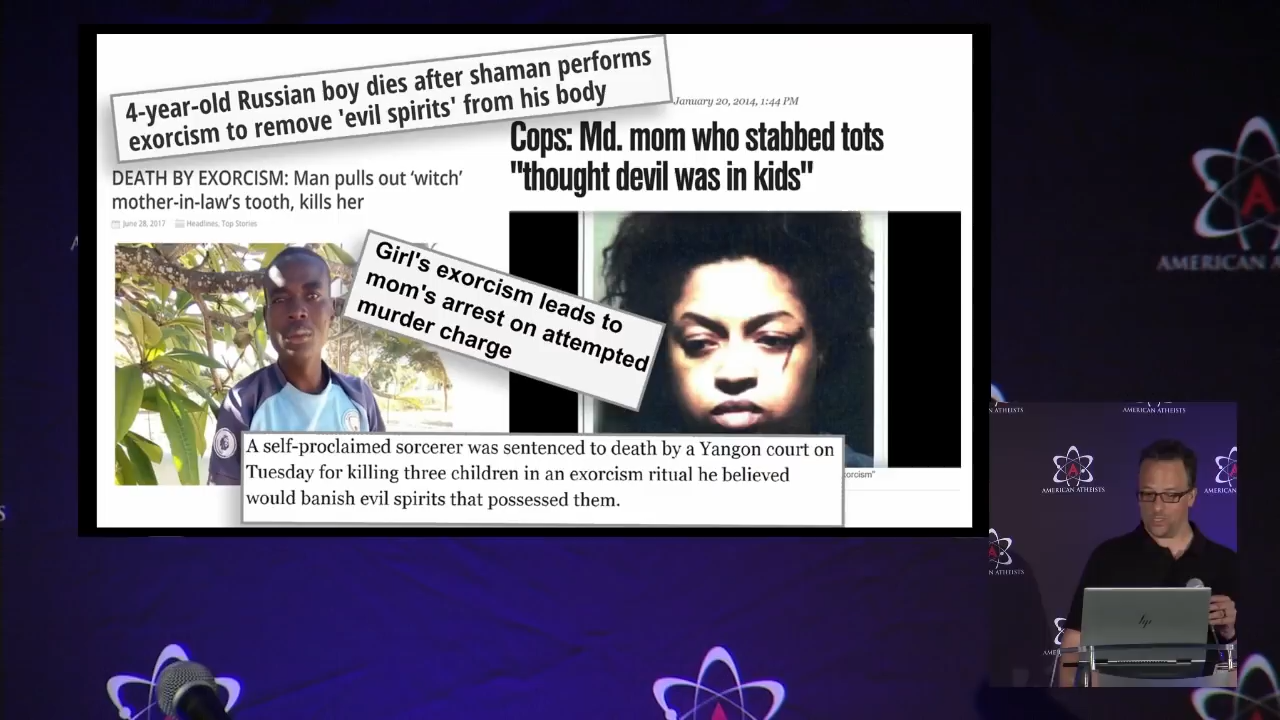 4-year-old Russian boy dies after shaman performs
exorcism to remove 'evil spirits' from his body
January 20, 2014, 1:44 PM
Cops: Md. mom who stabbed tots
"thought devil was in kids"
DEATH BY EXORCISM: Man pulls out ‘witch’
mother-in-law’s tooth, kills her
June 28, 2017 Headlines, Top Stories
Girl's exorcism leads to
mom's arrest on attempted
murder charge
A self-proclaimed sorcerer was sentenced to death by a Yangon court on
Tuesday for killing three children in an exorcism ritual he believed
would banish evil spirits that possessed them.
xorcism"
AMERICAN A
AMERICAN ATHEISTS
AMERICAN ATHEISTS
AMERICAN
ATHEISTS
hp